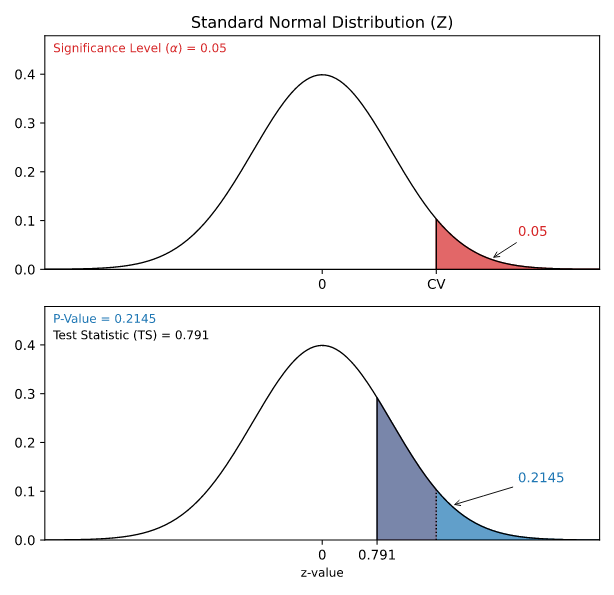 Standard Normal Distribution (Z)
Significance Level (α) = 0.05
0.4
0.3
0.2
0.1
0.0
0.05
0
CV
P-Value = 0.2145
Test Statistic (TS) = 0.791
0.4
0.3
0.2
0.1
0.0
0.2145
0
0.791
z-value